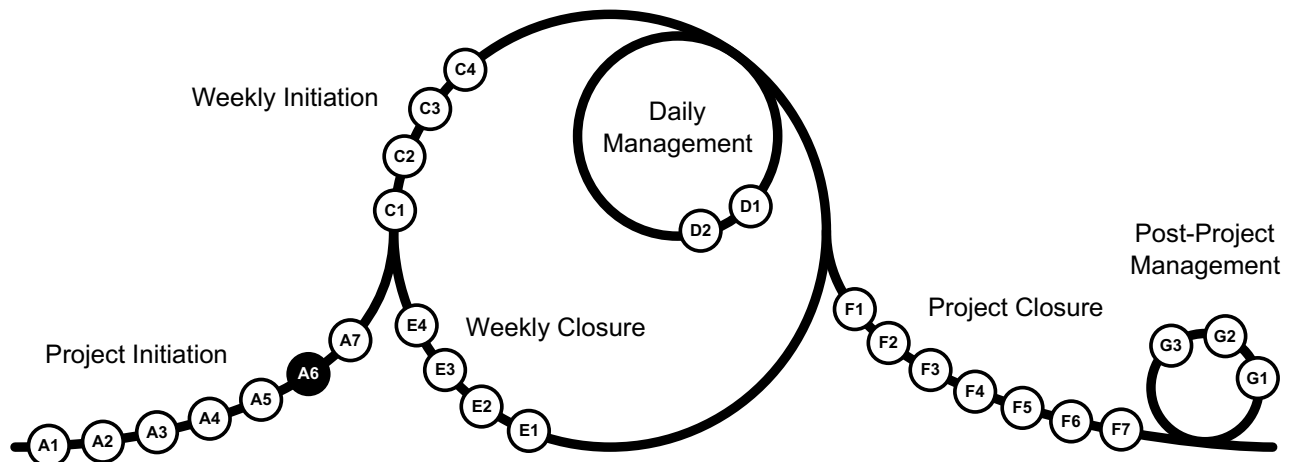 Weekly Initiation
C4
C3
C2
C1
Daily
Management
D1
D2
Post-Project
Management
G3
G2
G1
Project Closure
F1
F2
F3
F4
F5
F6
F7
Weekly Closure
E4
E3
E2
E1
Project Initiation
A1
A2
A3
A4
A5
A6
A7